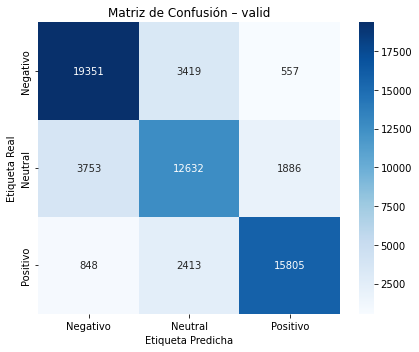 Matriz de Confusión – valid
Etiqueta Real
Negativo
19351 3419 557
Neutral
3753 12632 1886
Positivo
848 2413 15805
Negativo Neutral Positivo
Etiqueta Predicha
17500
15000
12500
10000
7500
5000
2500